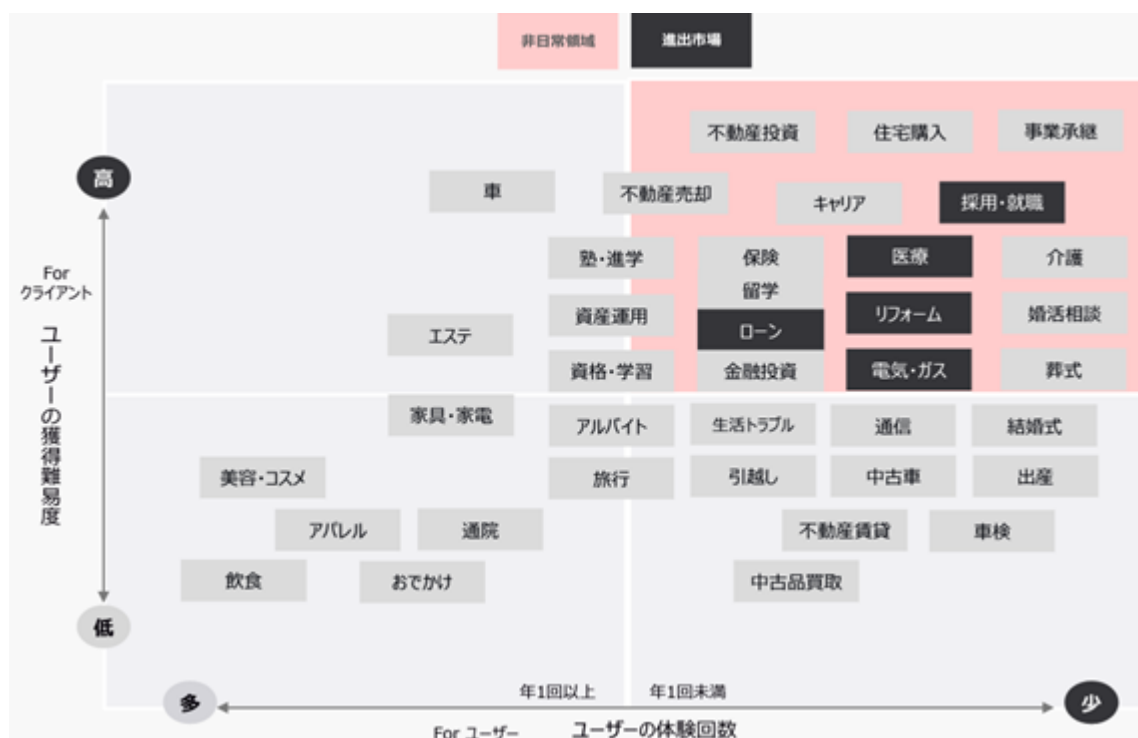 非日常領域
進出市場
不動産投資
住宅購入
事業承継
高
車
不動産売却
キャリア
採用・就職
For
クライアント
ユーザーの獲得難易度
塾・進学
保険
医療
介護
留学
エステ
資産運用
ローン
リフォーム
婚活相談
資格・学習
金融投資
電気・ガス
葬式
家具・家電
アルバイト
生活トラブル
通信
結婚式
美容・コスメ
旅行
引越し
中古車
出産
アパレル
通院
不動産賃貸
車検
飲食
おでかけ
中古品買取
低
多
年1回以上
年1回未満
少
For ユーザー
ユーザーの体験回数